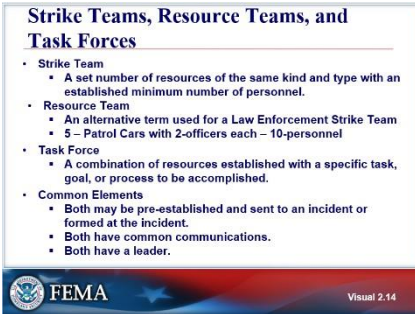 Strike Teams, Resource Teams, and
Task Forces
• Strike Team
▪ A set number of resources of the same kind and type with an
established minimum number of personnel.
• Resource Team
▪ An alternative term used for a Law Enforcement Strike Team
▪ 5 – Patrol Cars with 2-officers each – 10-personnel
• Task Force
▪ A combination of resources established with a specific task,
goal, or process to be accomplished.
• Common Elements
▪ Both may be pre-established and sent to an incident or
formed at the incident.
▪ Both have common communications.
▪ Both have a leader.
FEMA
Visual 2.14